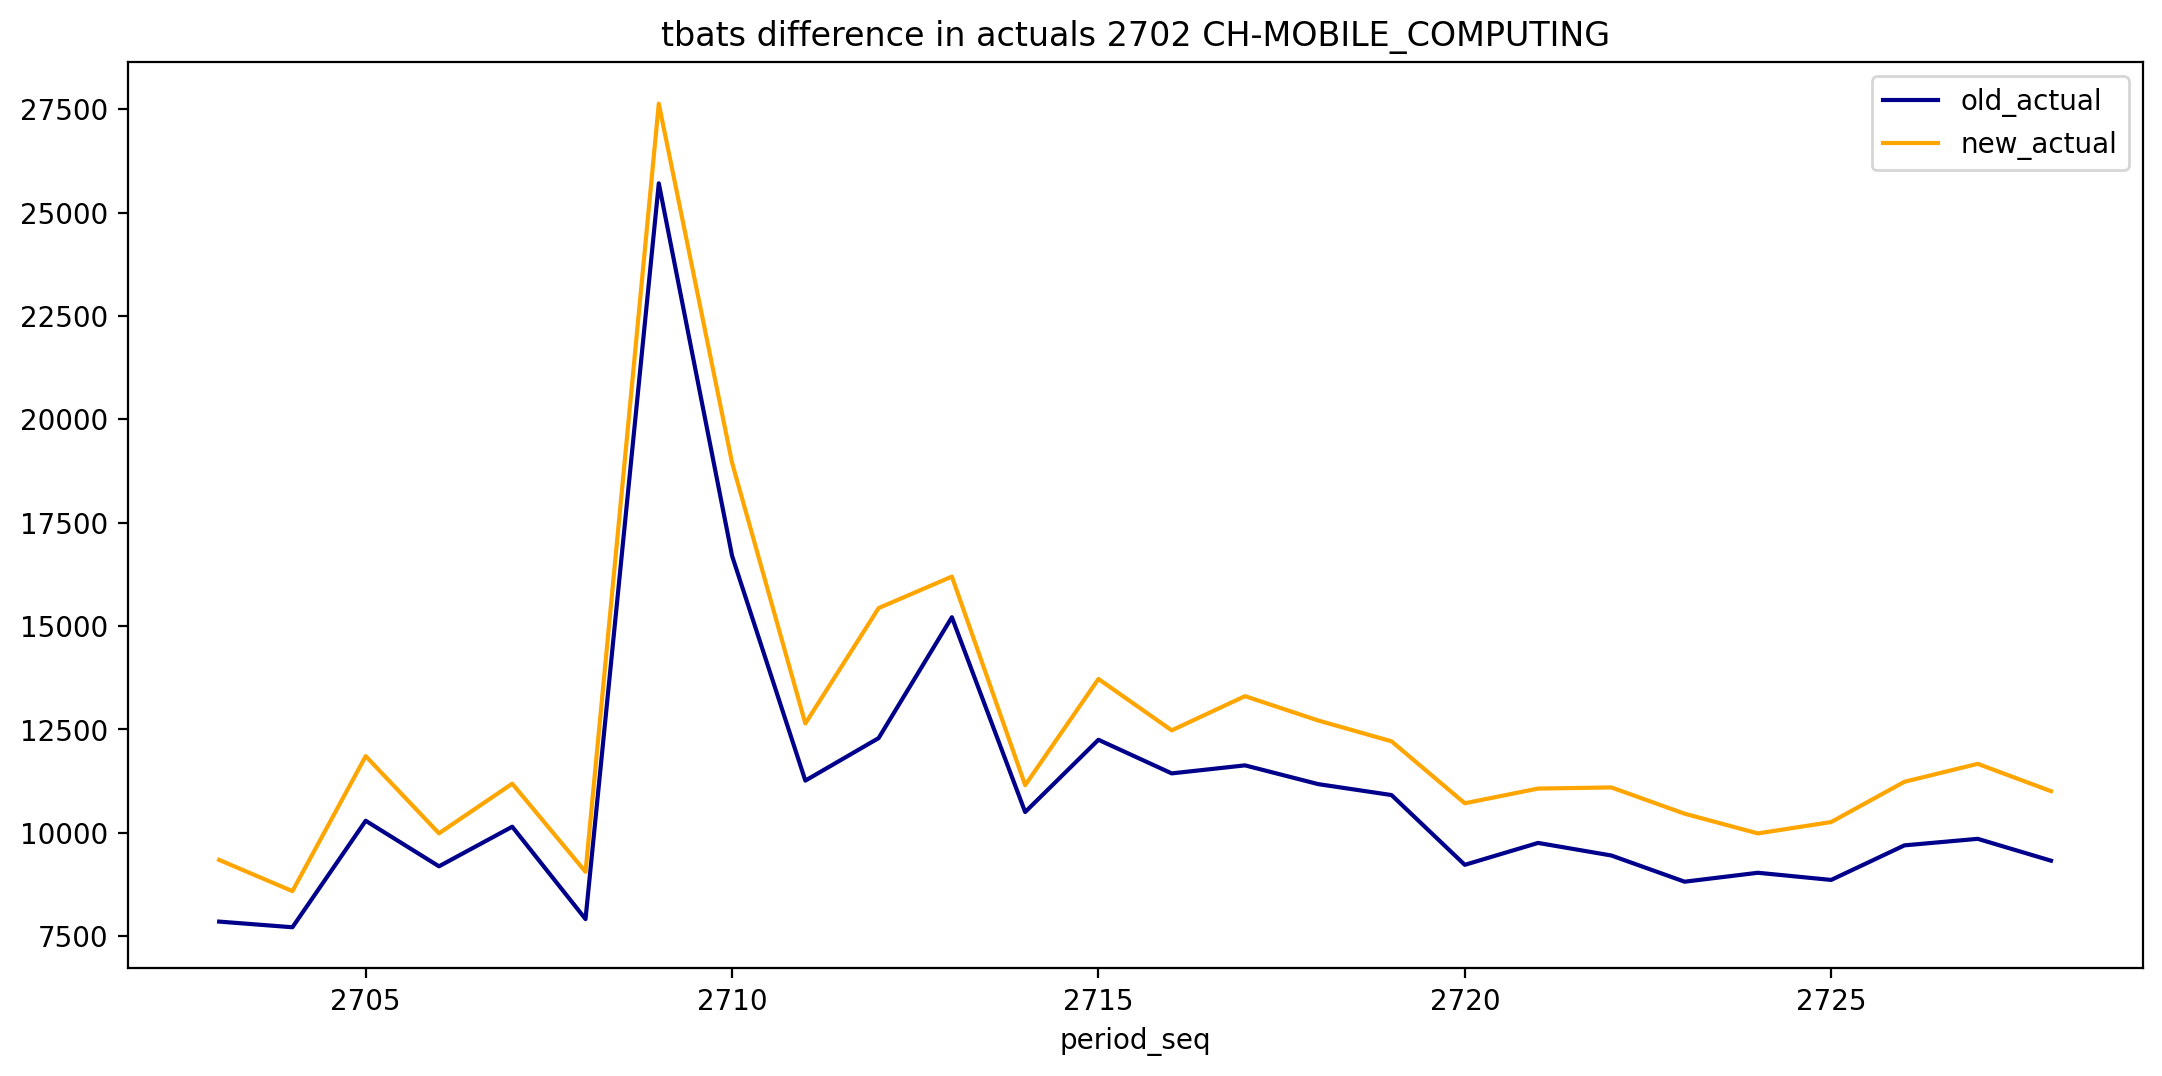 tbats difference in actuals 2702 CH-MOBILE_COMPUTING
old_actual
new_actual
27500
25000
22500
20000
17500
15000
12500
10000
7500
2705 2710 2715 2720 2725
period_seq